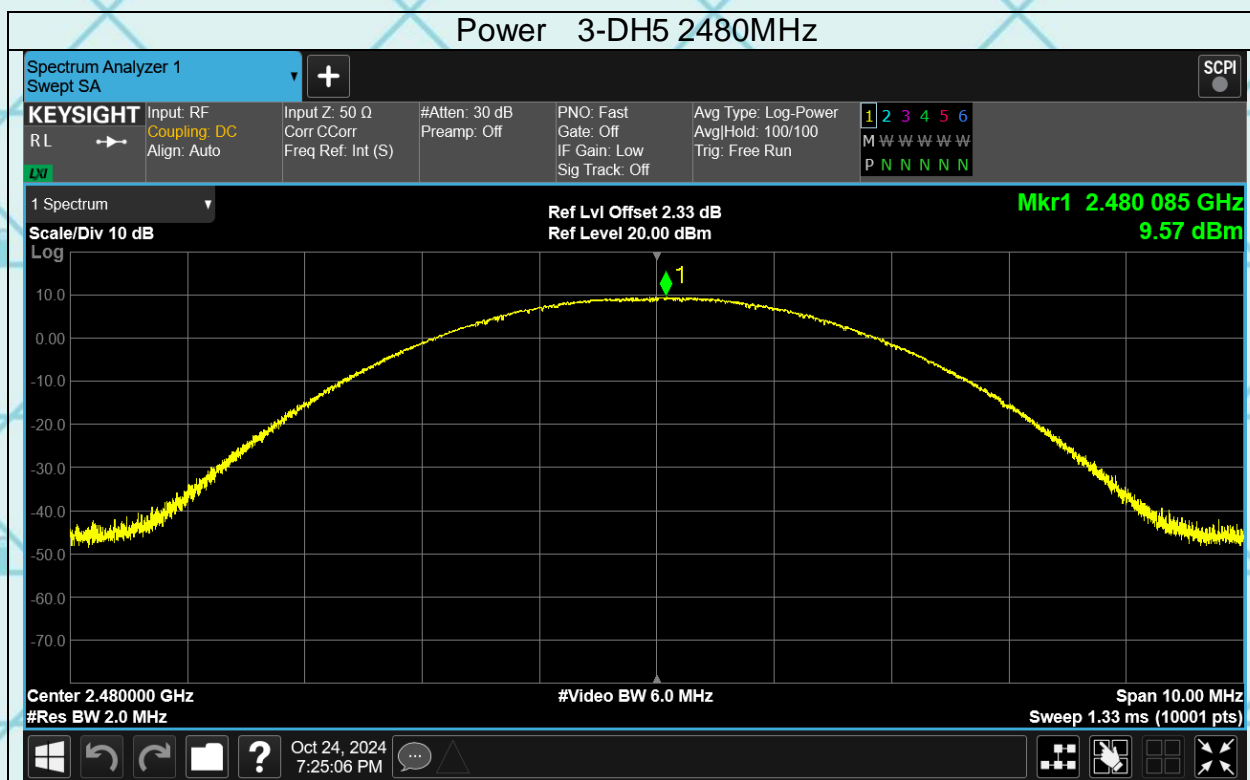 Power 3-DH5 2480MHz
Spectrum Analyzer 1
Swept SA
+
SCPI
KEYSIGHT
R L
LXI
Input: RF
Coupling: DC
Align: Auto
Input Z: 50 Ω
Corr CCorr
Freq Ref: Int (S)
#Atten: 30 dB
Preamp: Off
PNO: Fast
Gate: Off
IF Gain: Low
Sig Track: Off
Avg Type: Log-Power
Avg|Hold: 100/100
Trig: Free Run
1 2 3 4 5 6
M W W W W W
P N N N N N
1 Spectrum
Scale/Div 10 dB
Log
Ref Lvl Offset 2.33 dB
Ref Level 20.00 dBm
Mkr1 2.480 085 GHz
9.57 dBm
1
10.0
0.00
-10.0
-20.0
-30.0
-40.0
-50.0
-60.0
-70.0
Center 2.480000 GHz
#Res BW 2.0 MHz
#Video BW 6.0 MHz
Span 10.00 MHz
Sweep 1.33 ms (10001 pts)
?
Oct 24, 2024
7:25:06 PM